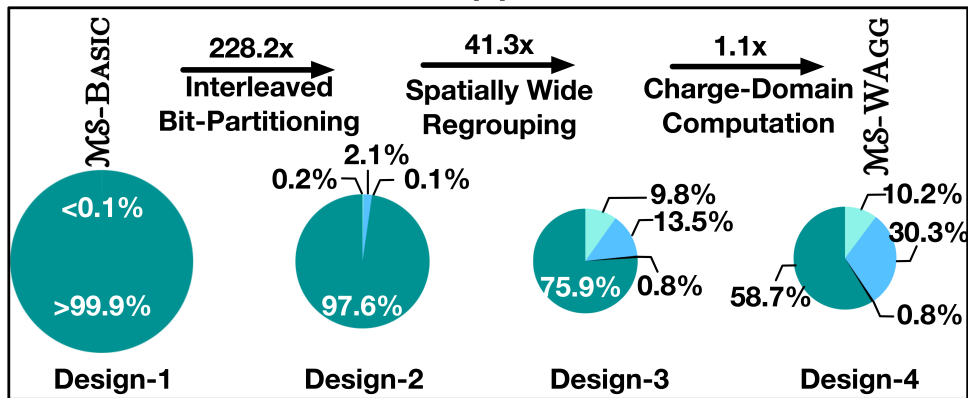 ℳ𝒮-BASIC
228.2x
Interleaved
Bit-Partitioning
41.3x
Spatially Wide
Regrouping
1.1x
Charge-Domain
Computation
ℳ𝒮-WAGG
<0.1%
>99.9%
Design-1
0.2%
2.1%
0.1%
97.6%
Design-2
9.8%
13.5%
0.8%
75.9%
Design-3
10.2%
30.3%
0.8%
58.7%
Design-4